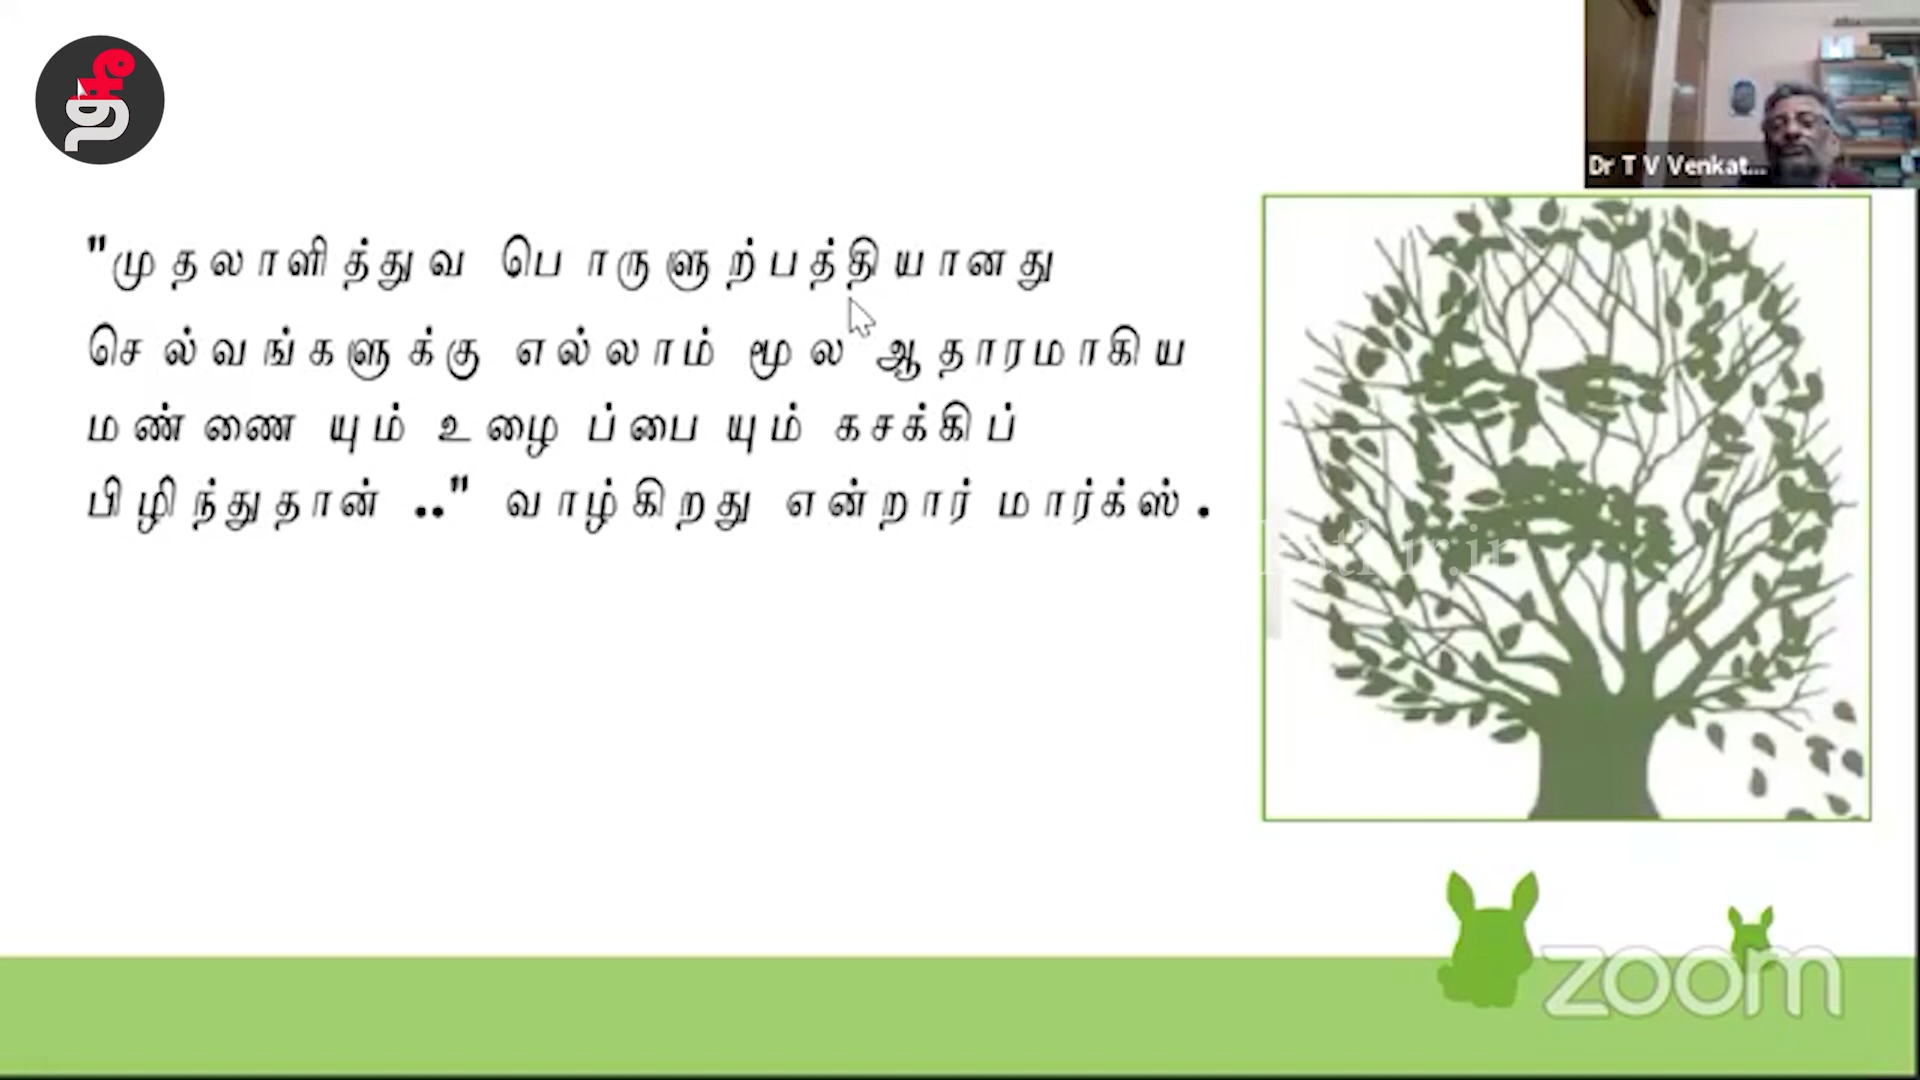 Dr T V Venkat...
"முதலாளித்துவ பொருளுற்பத்தியானது
செல்வங்களுக்கு எல்லாம் மூல ஆதாரமாகிய
மண்ணையும் உழைப்பையும் கசக்கிப்
பிழிந்துதான் .." வாழ்கிறது என்றார் மார்க்ஸ்.
zoom